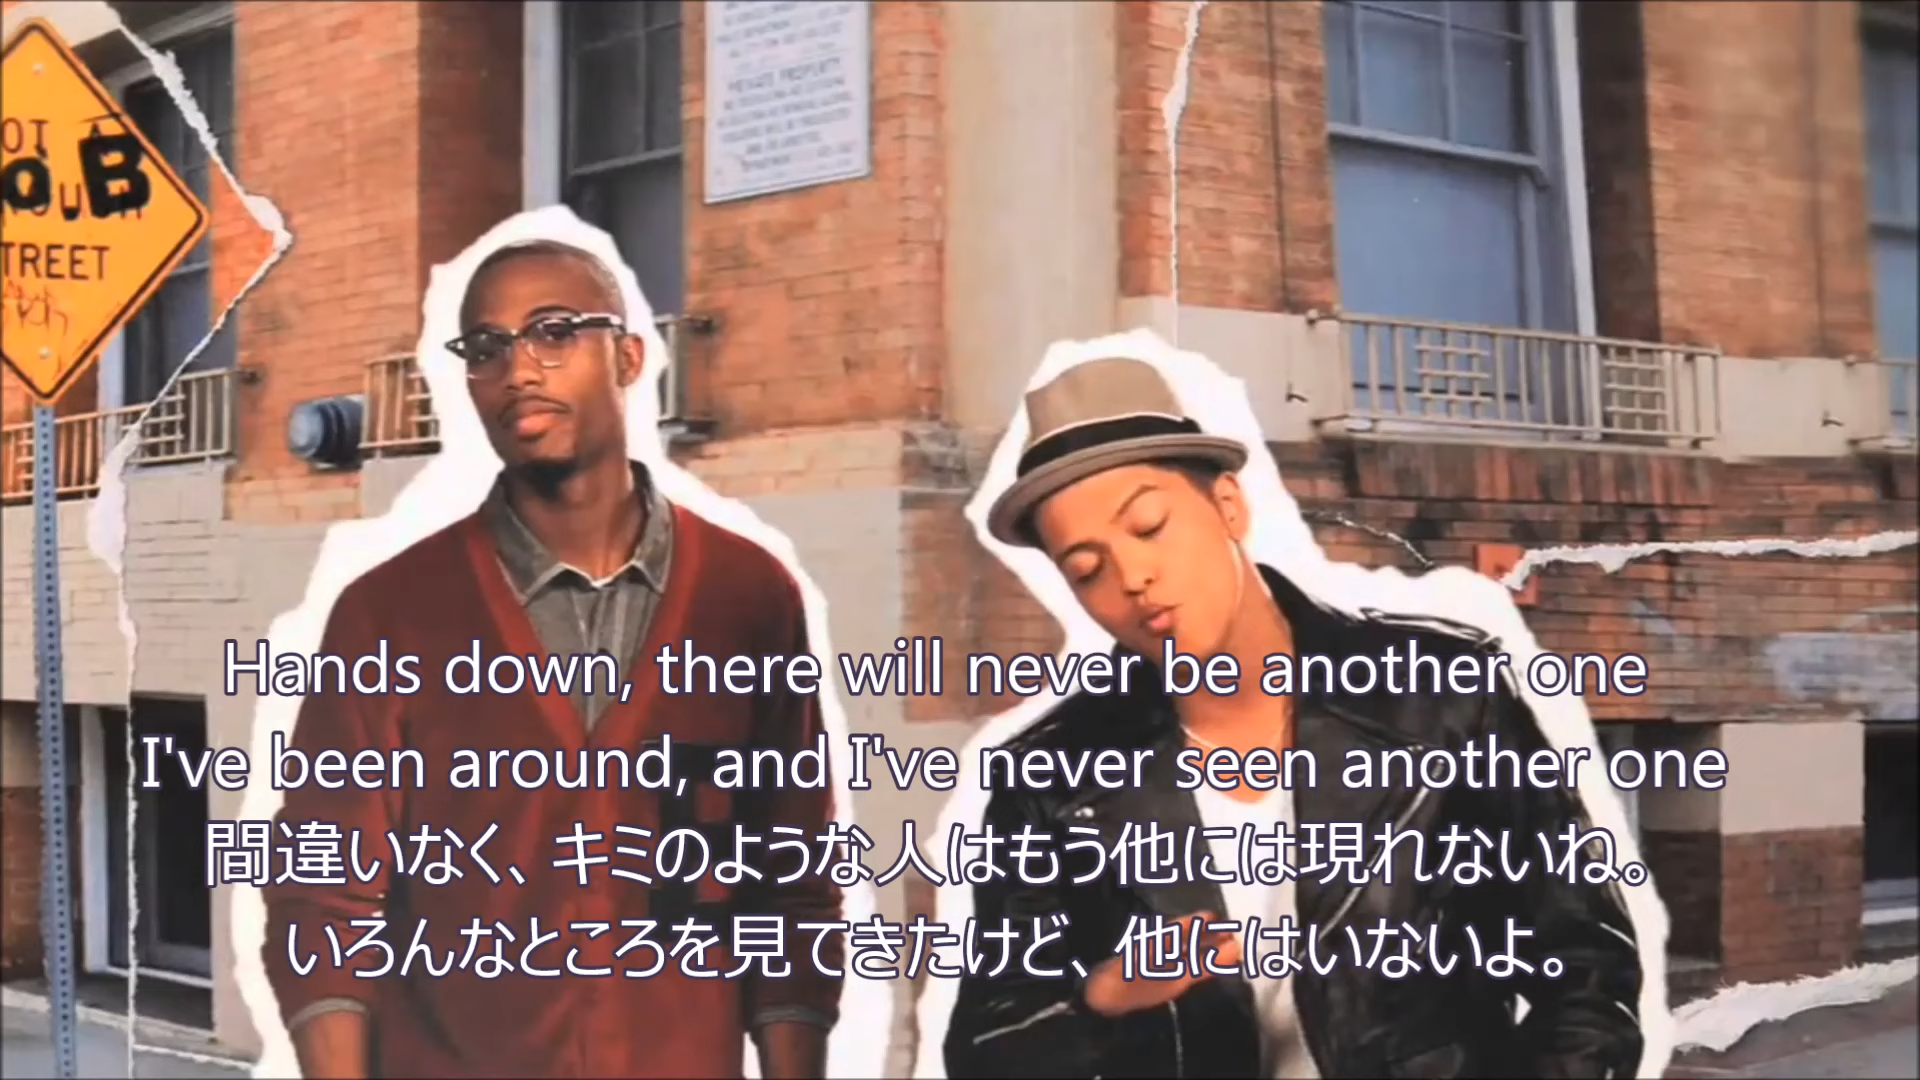 B
TREET
PRIVATE PROPERTY
Hands down, there will never be another one
I've been around, and I've never seen another one
間違いなく、キミのような人はもう他には現れないね。
いろんなところを見てきたけど、他にはいないよ。